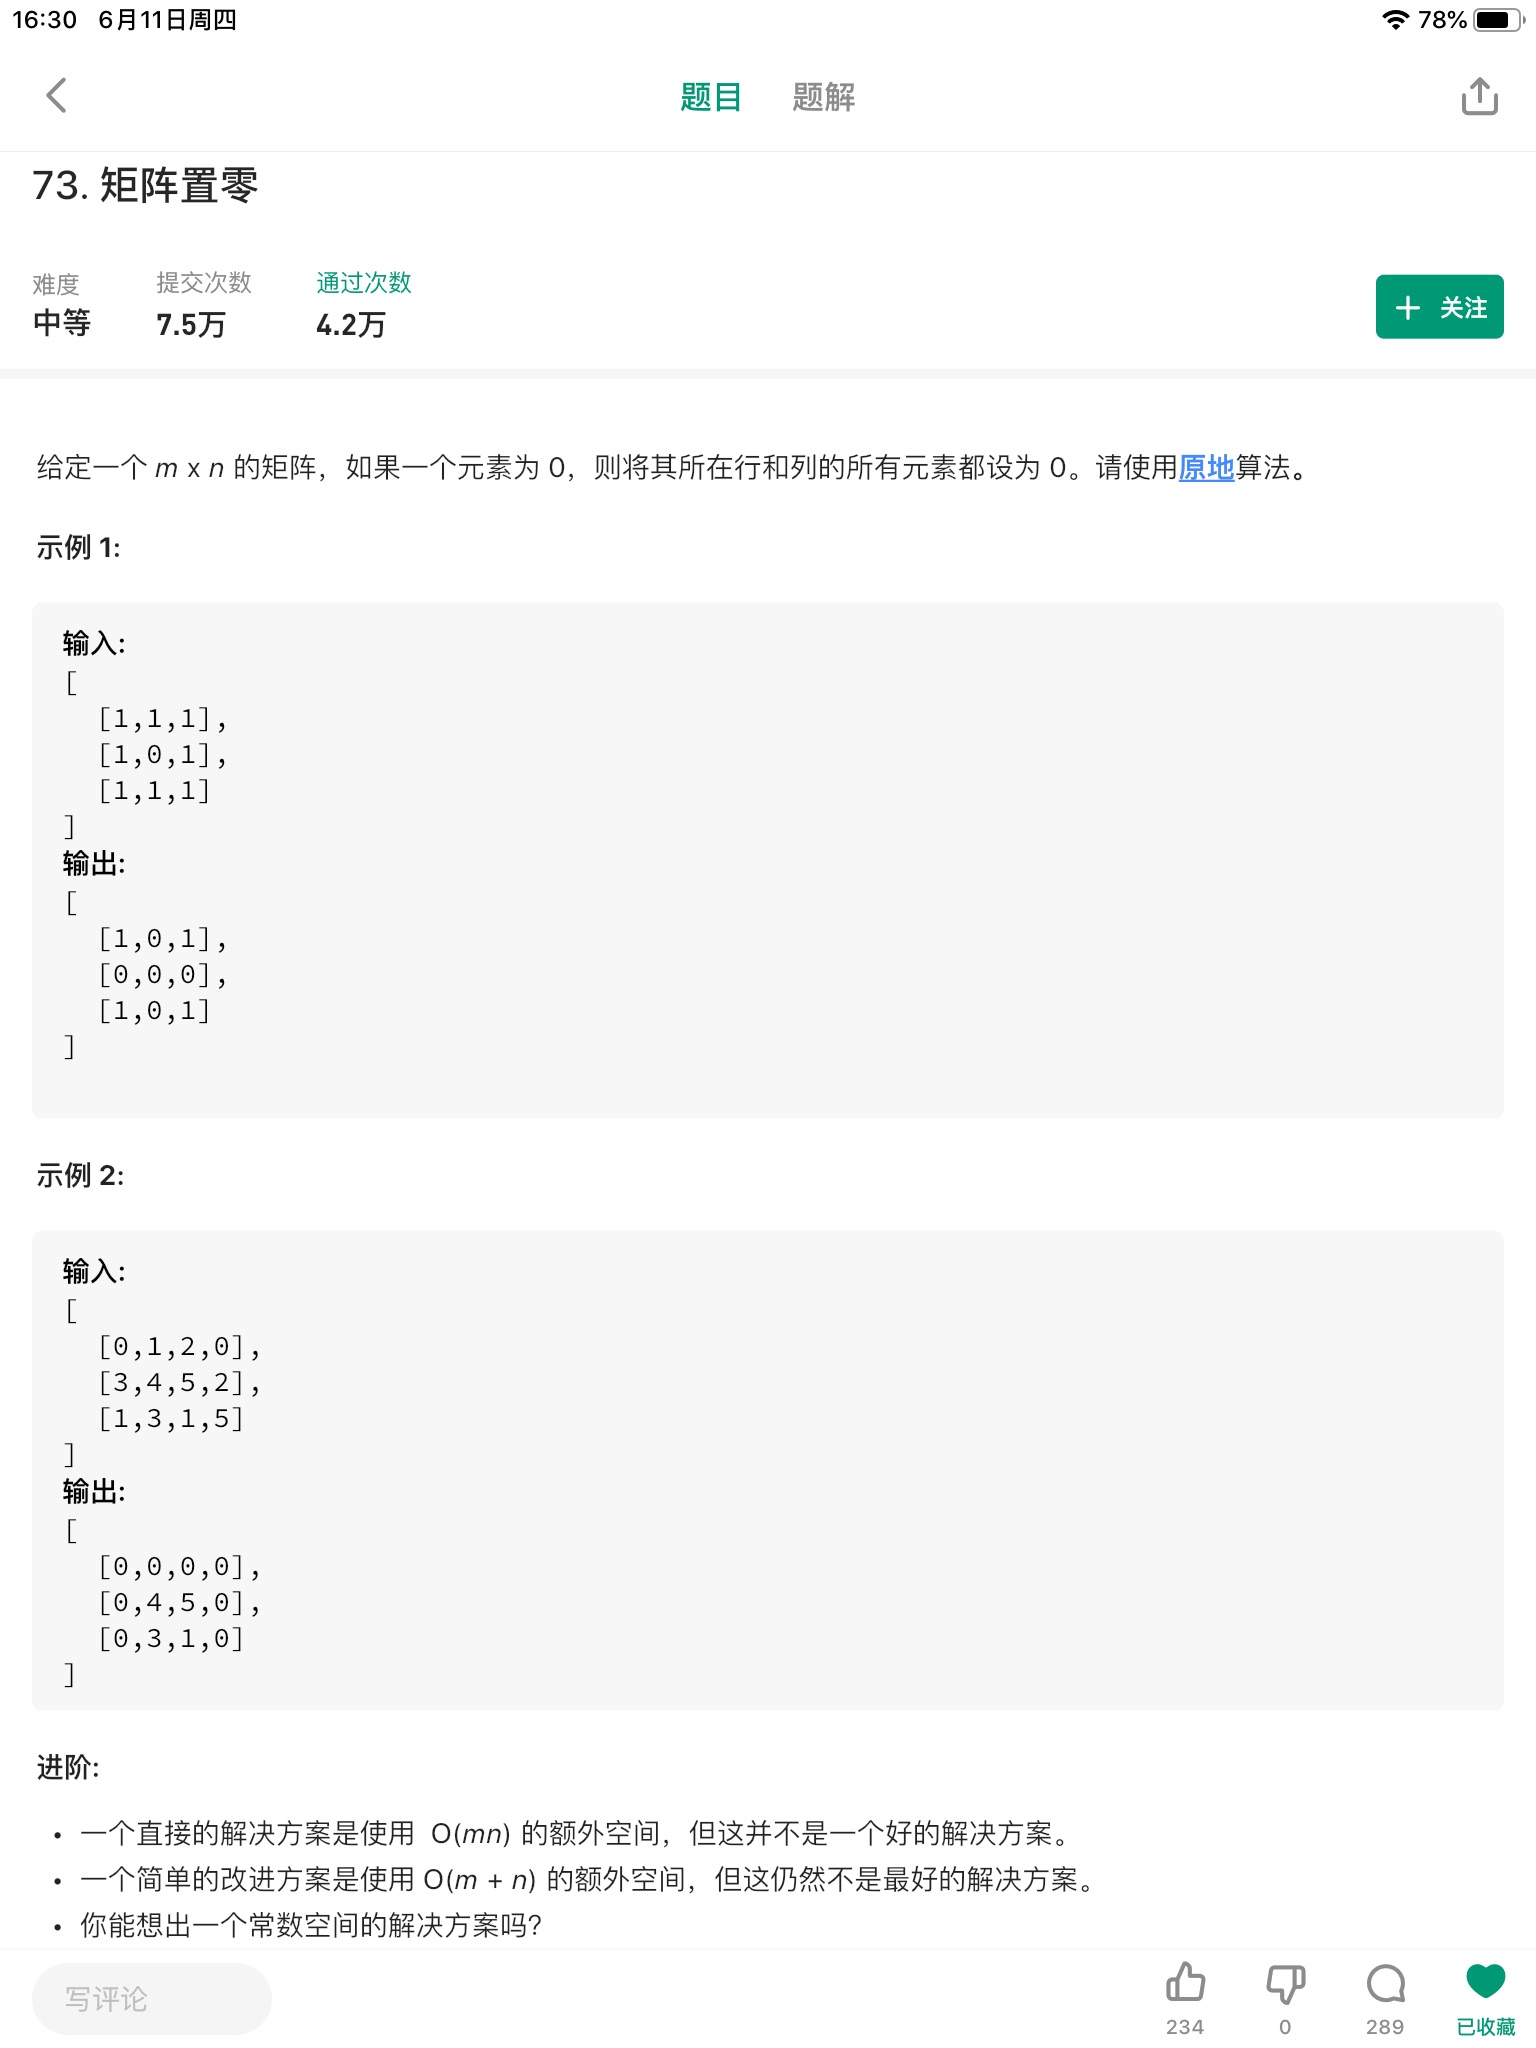 16:30 6月11日周四 78%
题目 题解
73. 矩阵置零
难度 提交次数 通过次数
中等 7.5万 4.2万
+ 关注
给定一个 m x n 的矩阵，如果一个元素为 0，则将其所在行和列的所有元素都设为 0。请使用原地算法。
示例 1:
输入:
[
  [1,1,1],
  [1,0,1],
  [1,1,1]
]
输出:
[
  [1,0,1],
  [0,0,0],
  [1,0,1]
]
示例 2:
输入:
[
  [0,1,2,0],
  [3,4,5,2],
  [1,3,1,5]
]
输出:
[
  [0,0,0,0],
  [0,4,5,0],
  [0,3,1,0]
]
进阶:
• 一个直接的解决方案是使用  O(mn) 的额外空间，但这并不是一个好的解决方案。
• 一个简单的改进方案是使用 O(m + n) 的额外空间，但这仍然不是最好的解决方案。
• 你能想出一个常数空间的解决方案吗?
写评论
234 0 289 已收藏